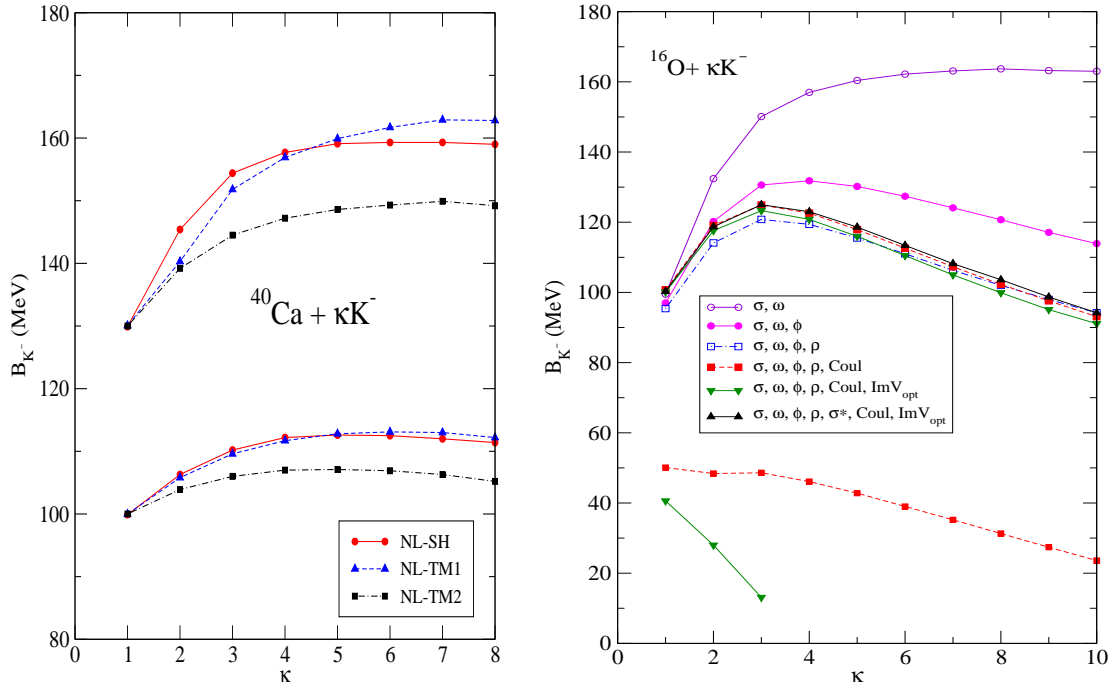 180
160
140
120
100
80
B_K⁻ (MeV)
⁴⁰Ca + κK⁻
NL-SH
NL-TM1
NL-TM2
0 1 2 3 4 5 6 7 8
κ
180
160
140
120
100
80
60
40
20
0
B_K⁻ (MeV)
¹⁶O+ κK⁻
σ, ω
σ, ω, ϕ
σ, ω, ϕ, ρ
σ, ω, ϕ, ρ, Coul
σ, ω, ϕ, ρ, Coul, ImV_opt
σ, ω, ϕ, ρ, σ*, Coul, ImV_opt
0 2 4 6 8 10
κ